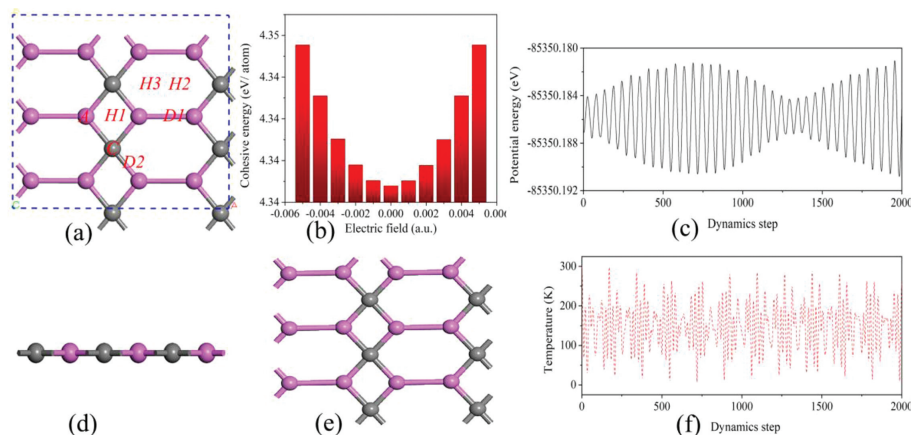 H3 H2
A H1 D1
D2
(a)
Cohesive energy (eV/ atom)
4.35
4.34
4.34
4.34
4.34
-0.006 -0.004 -0.002 0.000 0.002 0.004 0.006
Electric field (a.u.)
(b)
Potential energy (eV)
-85350.180
-85350.184
-85350.188
-85350.192
0 500 1000 1500 2000
Dynamics step
(c)
(d)
(e)
Temperature (K)
300
200
100
0
0 500 1000 1500 2000
Dynamics step
(f)